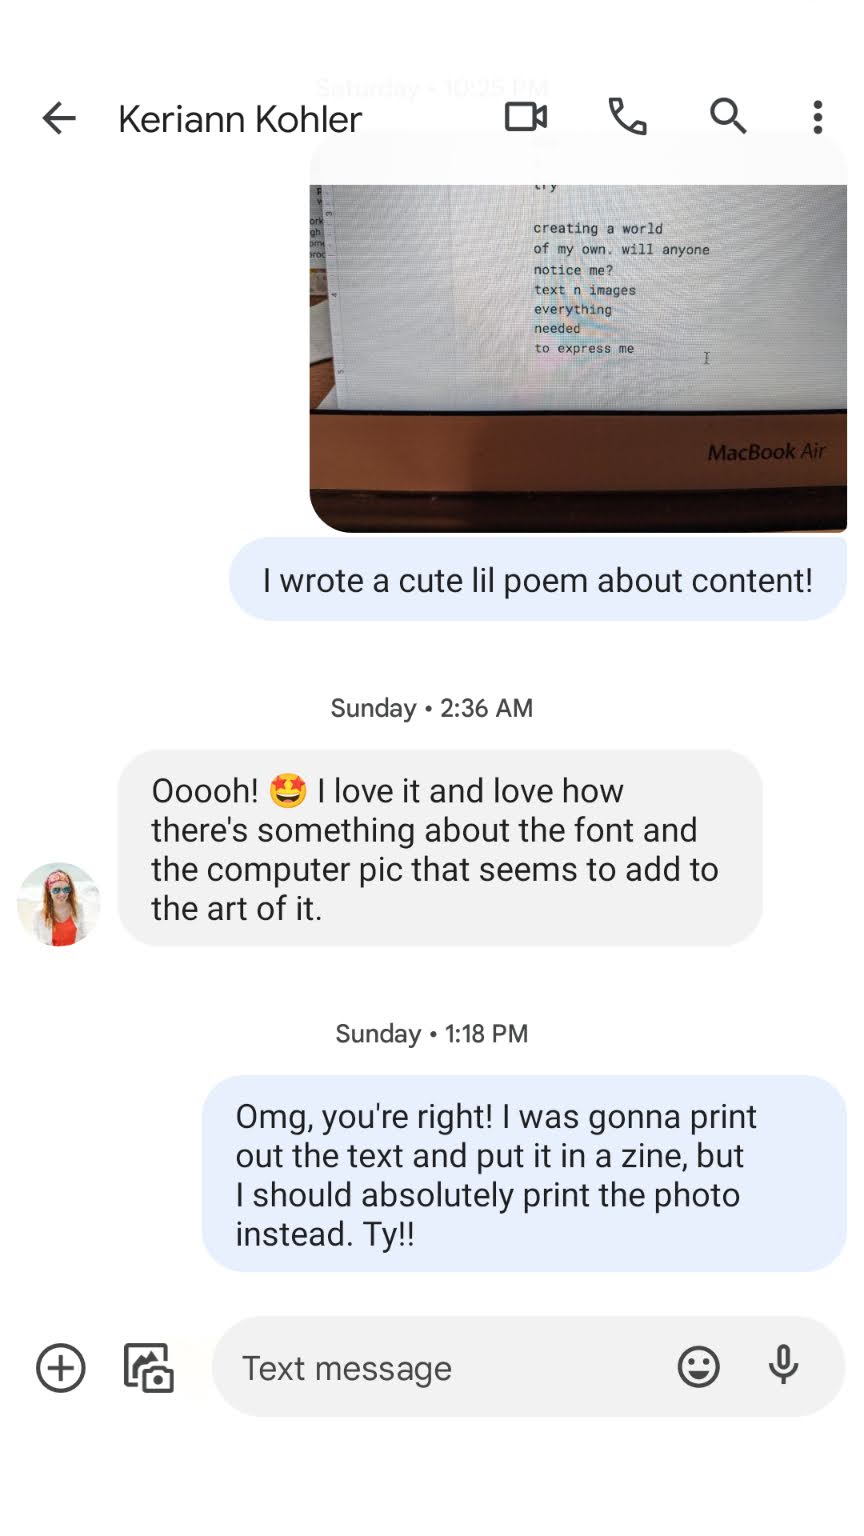 Saturday • 10:25 PM
Keriann Kohler
try
creating a world
of my own. will anyone
notice me?
text n images
everything
needed
to express me
MacBook Air
I wrote a cute lil poem about content!
Sunday • 2:36 AM
Ooooh! 🤩 I love it and love how
there's something about the font and
the computer pic that seems to add to
the art of it.
Sunday • 1:18 PM
Omg, you're right! I was gonna print
out the text and put it in a zine, but
I should absolutely print the photo
instead. Ty!!
Text message